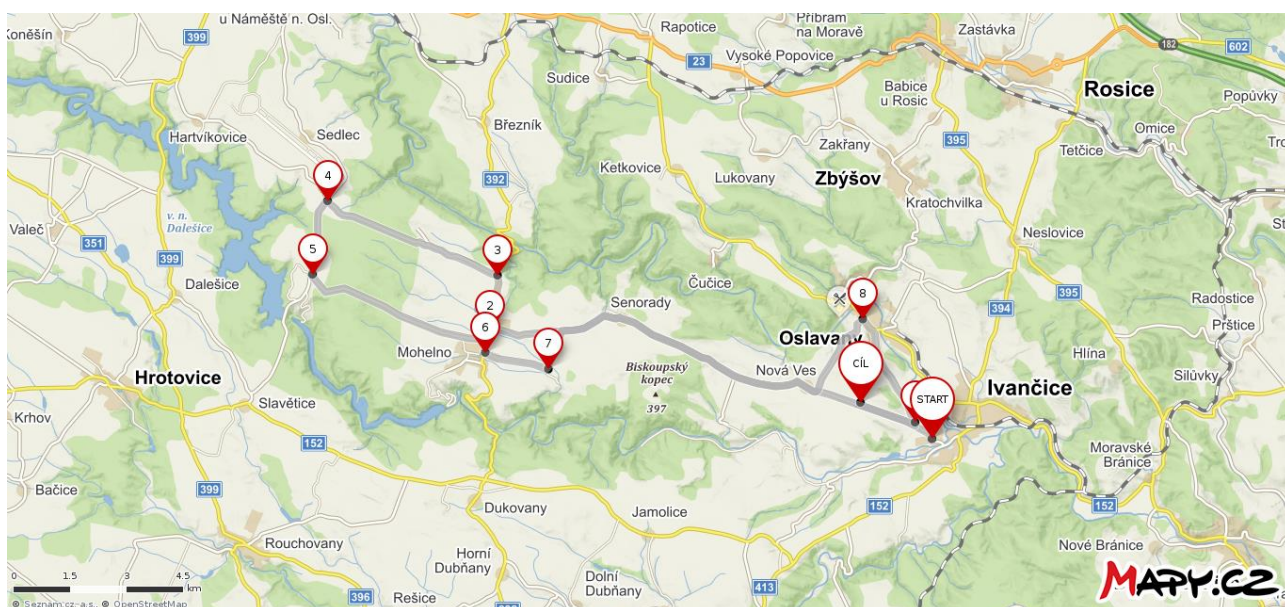 u Náměště n. Osl.
Koněšín
399
Rapotice
Příbram
na Moravě
Zastávka
182
602
Vysoké Popovice
23
Sudice
Babice
u Rosic
Rosice
Popůvky
Hartvíkovice
Sedlec
Březník
Omice
Zakřany
395
Tetčice
Ketkovice
392
Lukovany
Zbýšov
4
Kratochvilka
v. n.
Dalešice
Valeč
351
399
Neslovice
5
3
Dalešice
Čučice
Senorady
8
394
395
Radostice
2
Prštice
6
Oslavany
7
Mohelno
Hlína
CÍL
Nová Ves
Biskoupský
kopec
397
Hrotovice
START
Ivančice
Silůvky
Krhov
Slavětice
152
Moravské
Bránice
Bačice
399
152
152
Dukovany
Jamolice
Rouchovany
Nové Bránice
Horní
Dubňany
Dolní
Dubňany
413
0 1.5 3 4.5
km
396
Rešice
MAPY.CZ
© Seznam.cz, a.s., © OpenStreetMap